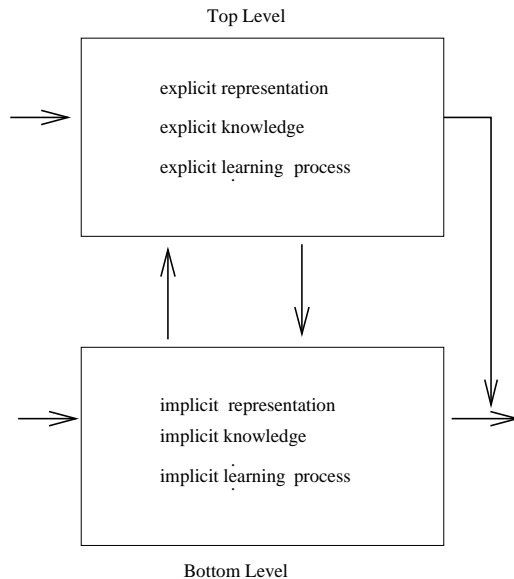 Top Level
explicit representation
explicit knowledge
explicit learning process
implicit representation
implicit knowledge
implicit learning process
Bottom Level